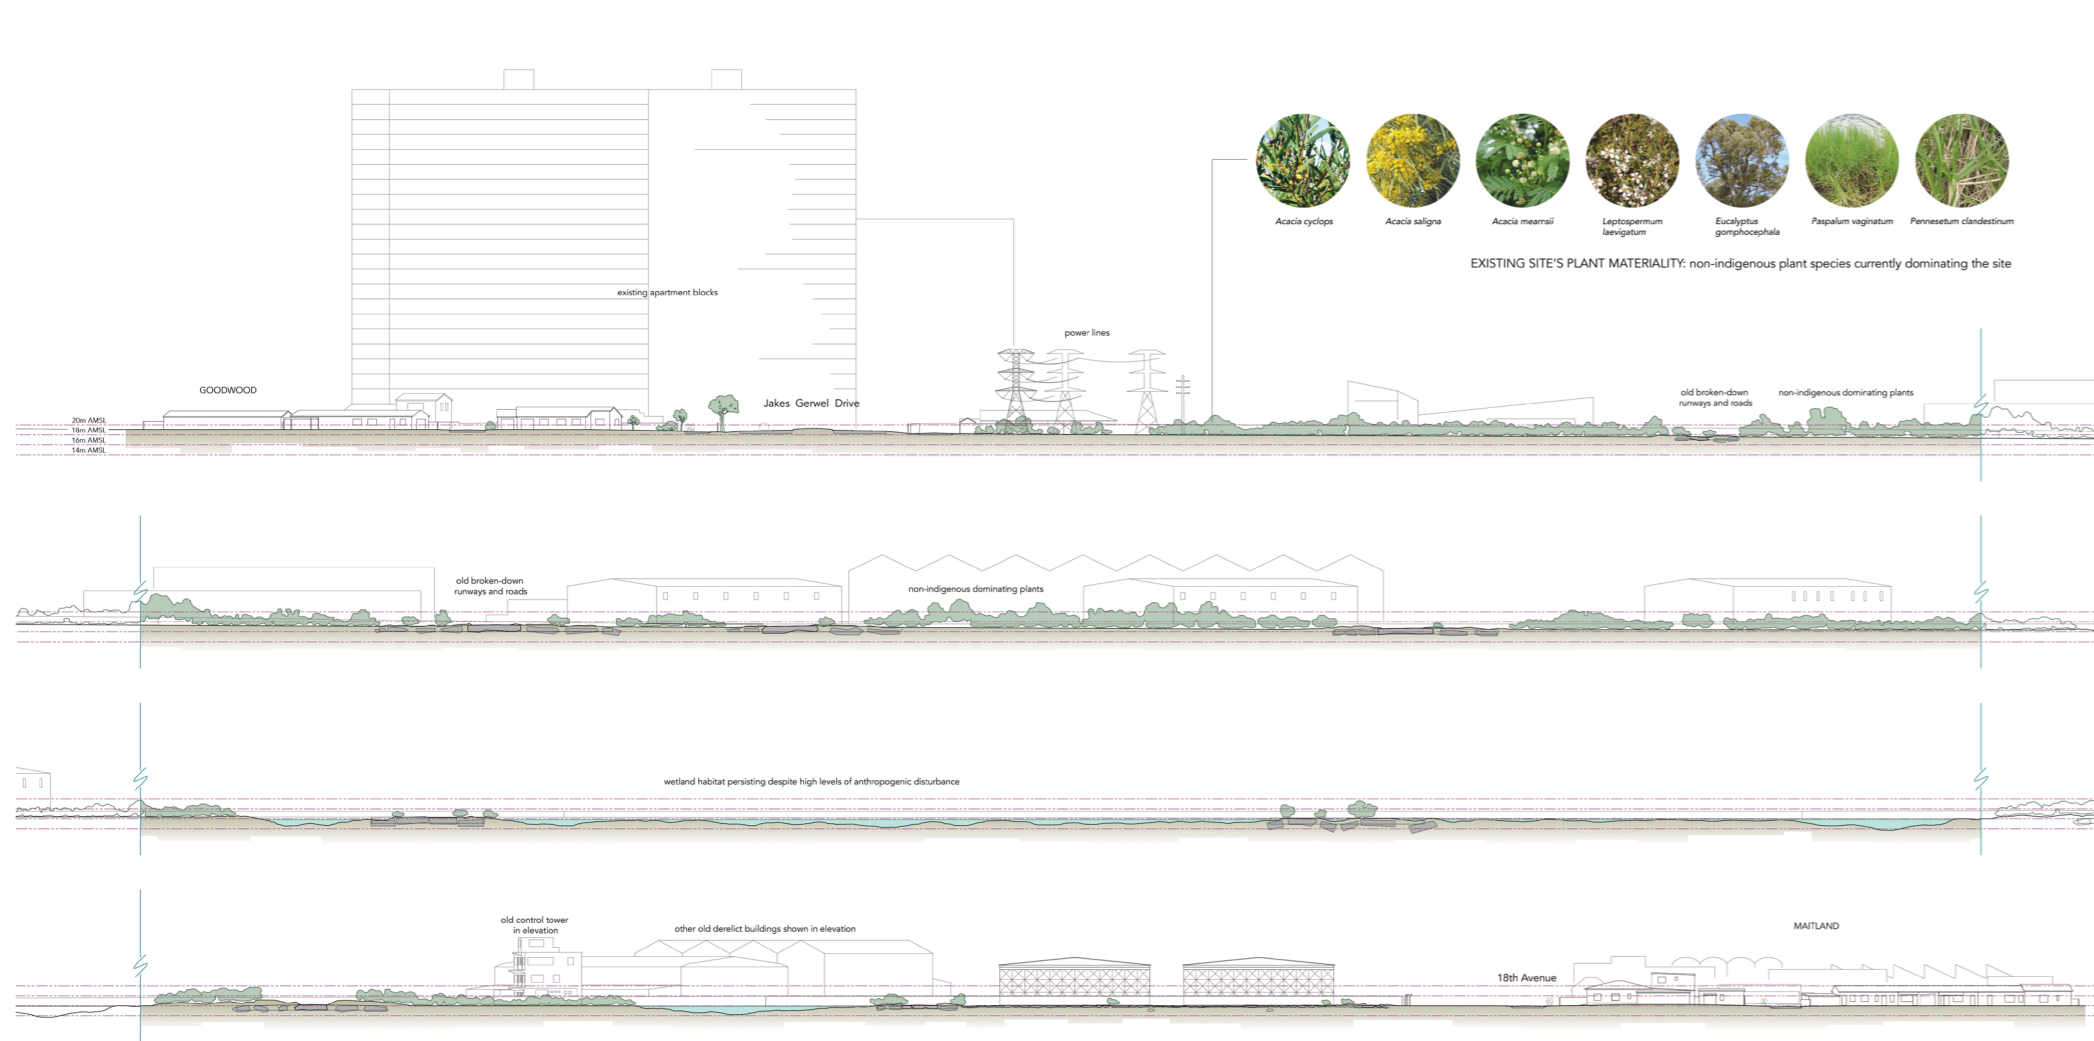 Acacia cyclops
Acacia saligna
Acacia mearnsii
Leptospermum
laevigatum
Eucalyptus
gomphocephala
Paspalum vaginatum
Pennesetum clandestinum
EXISTING SITE'S PLANT MATERIALITY: non-indigenous plant species currently dominating the site
existing apartment blocks
power lines
GOODWOOD
Jakes Gerwel Drive
old broken-down
runways and roads
non-indigenous dominating plants
20m AMSL
18m AMSL
16m AMSL
14m AMSL
old broken-down
runways and roads
non-indigenous dominating plants
wetland habitat persisting despite high levels of anthropogenic disturbance
old control tower
in elevation
other old derelict buildings shown in elevation
MAITLAND
18th Avenue